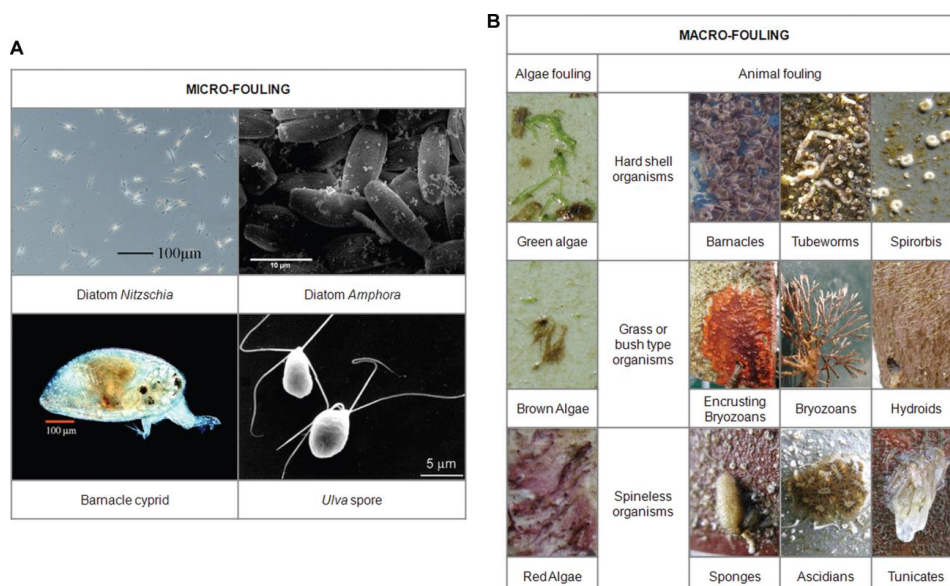 A
MICRO-FOULING
100μm
10 μm
Diatom Nitzschia
Diatom Amphora
100 μm
5 μm
Barnacle cyprid
Ulva spore
B
MACRO-FOULING
Algae fouling
Animal fouling
Hard shell
organisms
Green algae
Barnacles
Tubeworms
Spirorbis
Grass or
bush type
organisms
Brown Algae
Encrusting
Bryozoans
Bryozoans
Hydroids
Spineless
organisms
Red Algae
Sponges
Ascidians
Tunicates